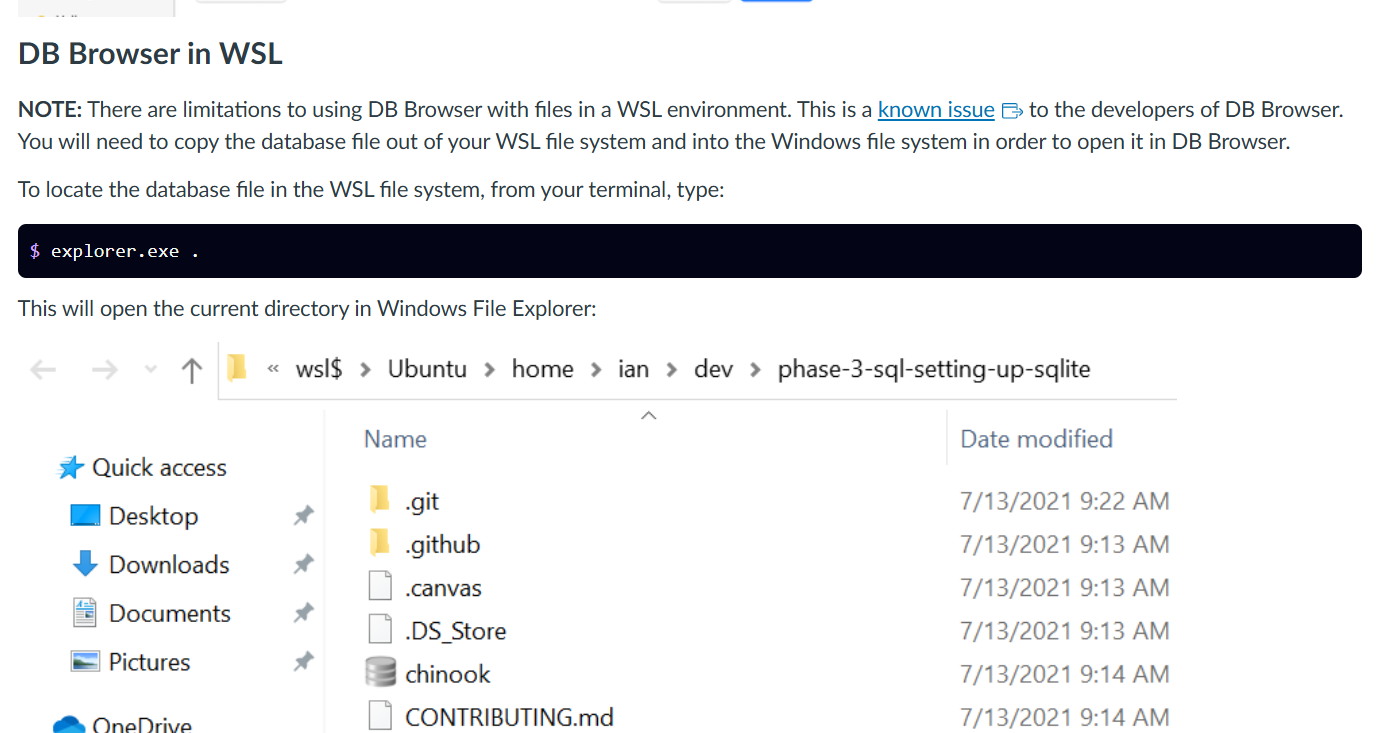 DB Browser in WSL
NOTE: There are limitations to using DB Browser with files in a WSL environment. This is a known issue to the developers of DB Browser.
You will need to copy the database file out of your WSL file system and into the Windows file system in order to open it in DB Browser.
To locate the database file in the WSL file system, from your terminal, type:
$ explorer.exe .
This will open the current directory in Windows File Explorer:
« wsl$ > Ubuntu > home > ian > dev > phase-3-sql-setting-up-sqlite
Name Date modified
Quick access
Desktop
Downloads
Documents
Pictures
OneDrive
.git 7/13/2021 9:22 AM
.github 7/13/2021 9:13 AM
.canvas 7/13/2021 9:13 AM
.DS_Store 7/13/2021 9:13 AM
chinook 7/13/2021 9:14 AM
CONTRIBUTING.md 7/13/2021 9:14 AM